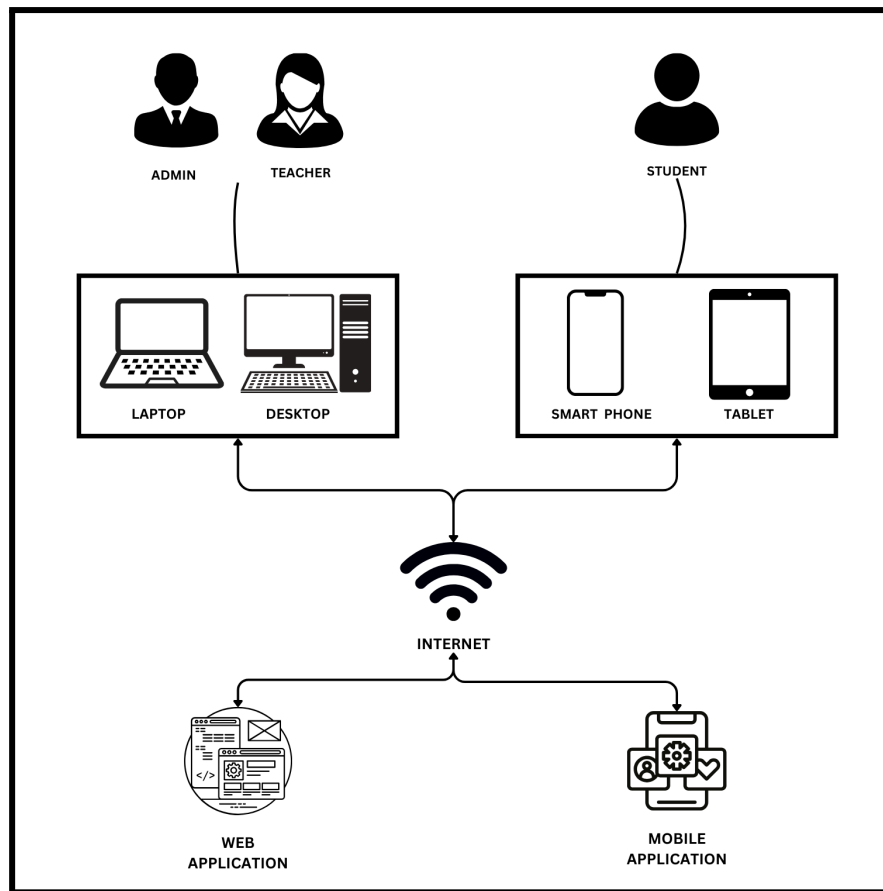 ADMIN
TEACHER
STUDENT
LAPTOP
DESKTOP
SMART PHONE
TABLET
INTERNET
</>
WEB
APPLICATION
MOBILE
APPLICATION